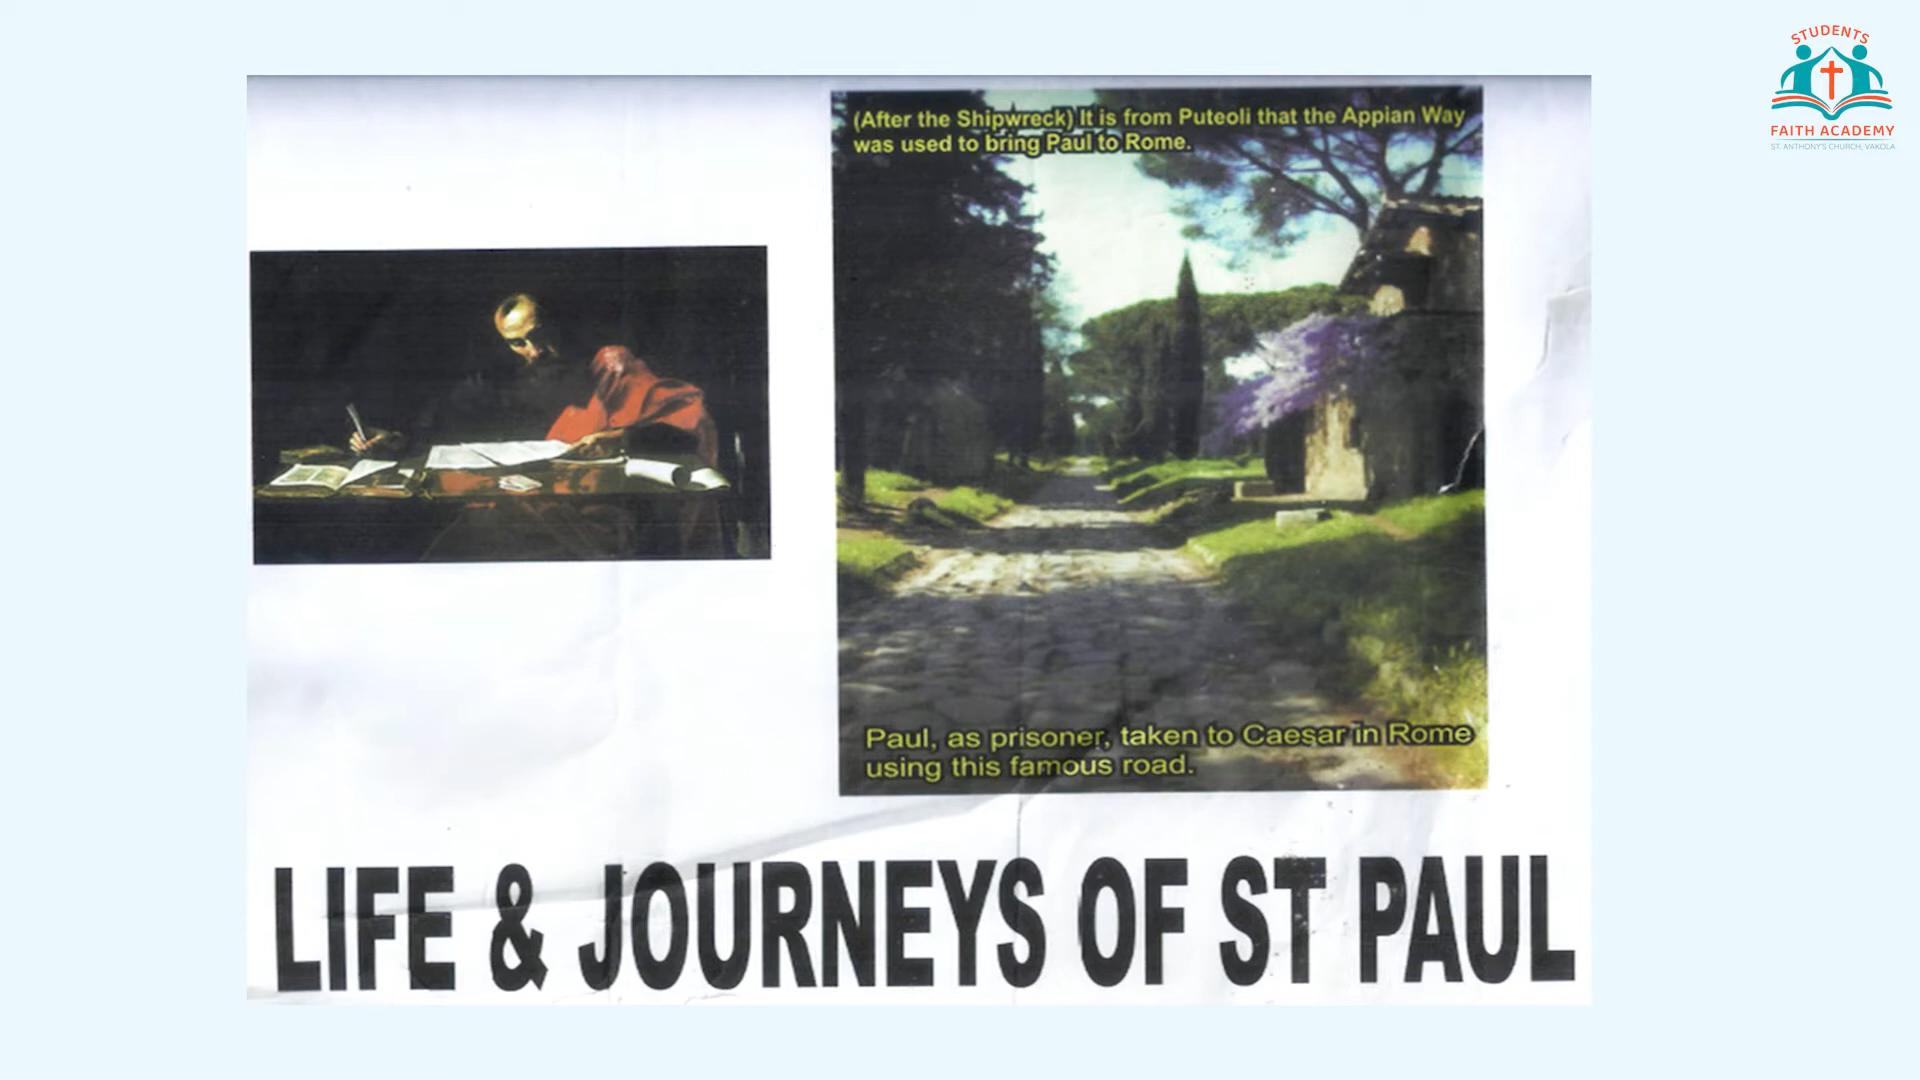 STUDENTS
FAITH ACADEMY
ST. ANTHONY'S CHURCH, VAKOLA
(After the Shipwreck) It is from Puteoli that the Appian Way
was used to bring Paul to Rome.
Paul, as prisoner, taken to Caesar in Rome
using this famous road.
LIFE & JOURNEYS OF ST PAUL